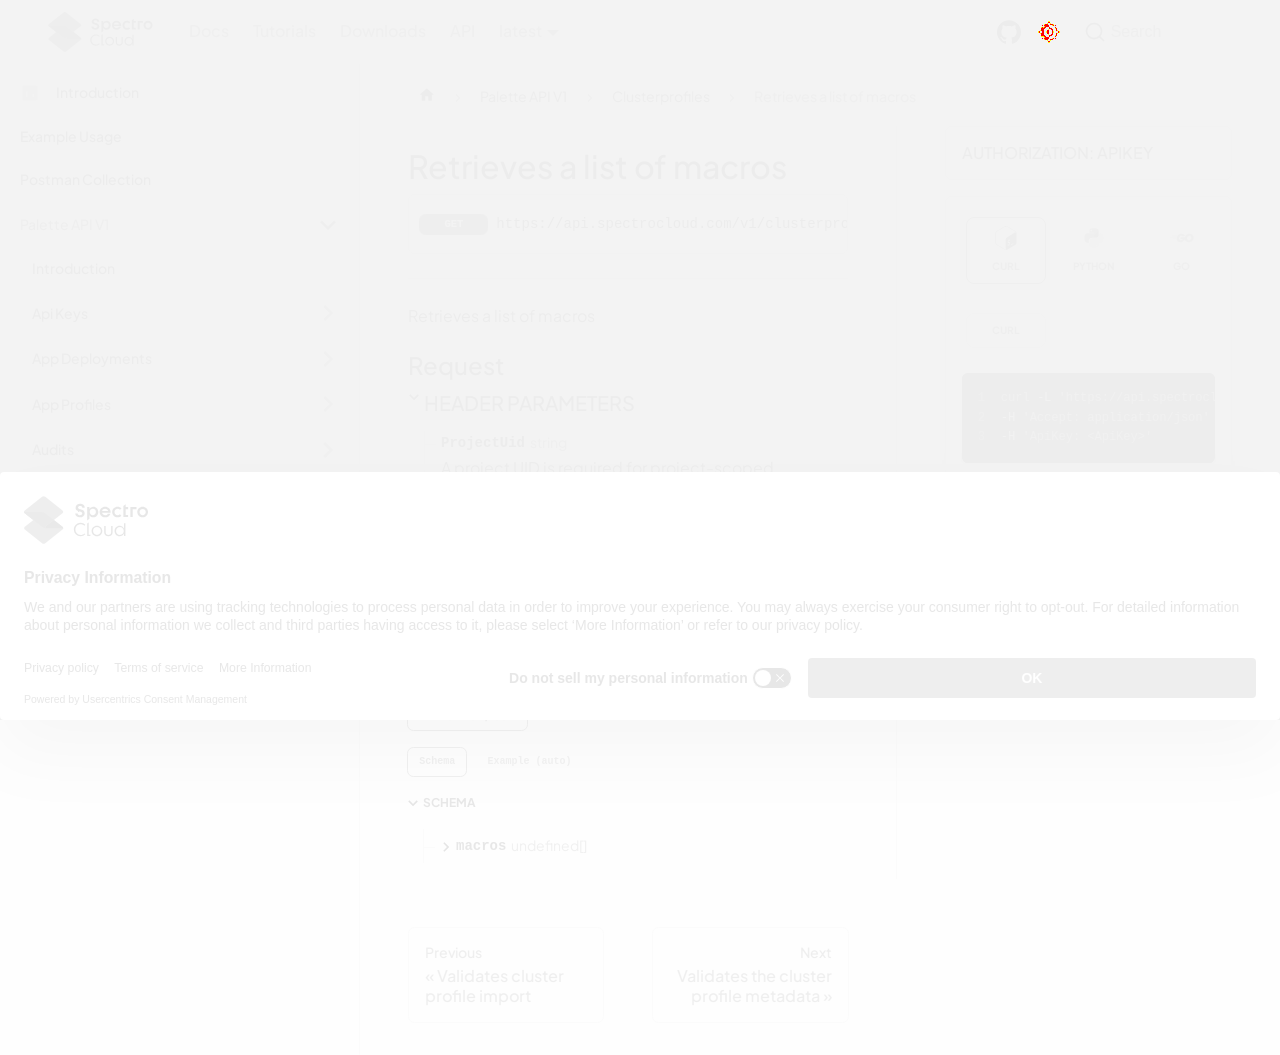 Spectro
Cloud
Docs
Tutorials
Downloads
API
latest
Search
Introduction
Example Usage
Postman Collection
Palette API V1
Introduction
Api Keys
App Deployments
App Profiles
Audits
Palette API V1
Clusterprofiles
Retrieves a list of macros
Retrieves a list of macros
GET
https://api.spectrocloud.com/v1/clusterpro
Retrieves a list of macros
Request
HEADER PARAMETERS
ProjectUid string
A project UID is required for project-scoped
AUTHORIZATION: APIKEY
CURL
PYTHON
GO
CURL
Spectro
Cloud
Privacy Information
We and our partners are using tracking technologies to process personal data in order to improve your experience. You may always exercise your consumer right to opt-out. For detailed information
about personal information we collect and third parties having access to it, please select 'More Information' or refer to our privacy policy.
Privacy policy
Terms of service
More Information
Powered by Usercentrics Consent Management
Do not sell my personal information
OK
Schema
Example (auto)
SCHEMA
macros undefined[]
Previous
« Validates cluster
profile import
Next
Validates the cluster
profile metadata »